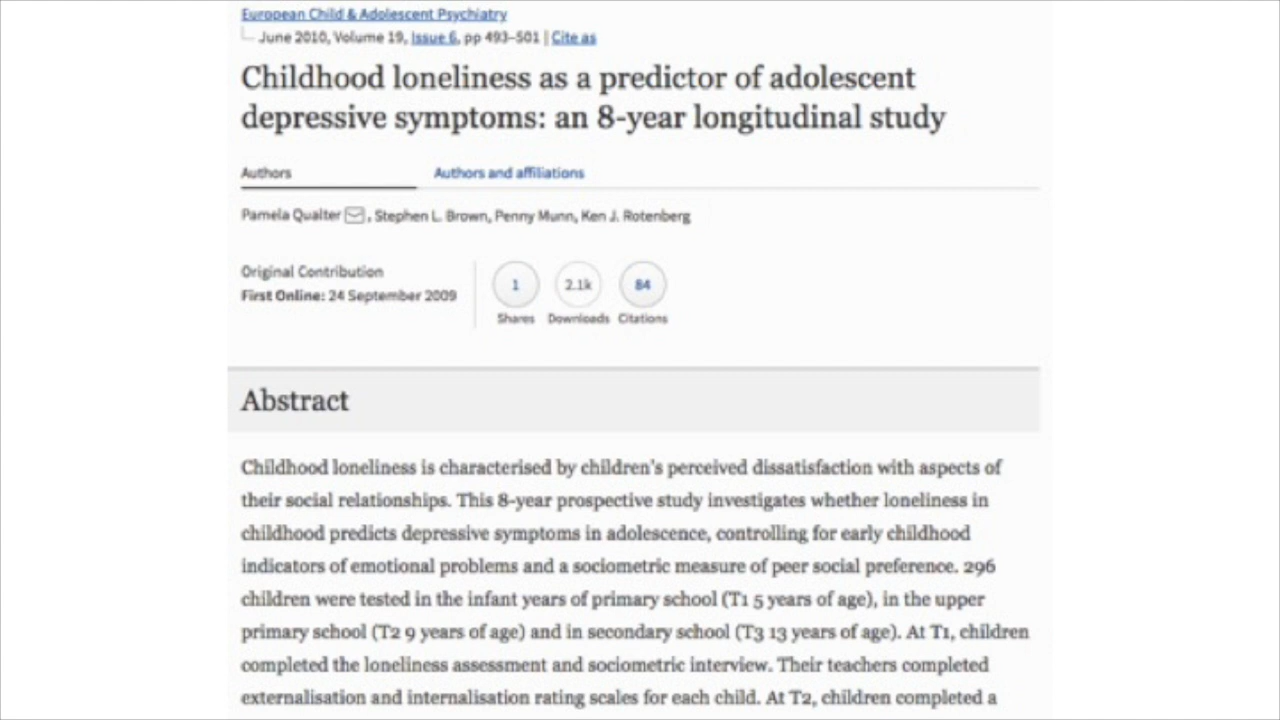 European Child & Adolescent Psychiatry
June 2010, Volume 19, Issue 6, pp 493–501 | Cite as
Childhood loneliness as a predictor of adolescent
depressive symptoms: an 8-year longitudinal study
Authors Authors and affiliations
Pamela Qualter , Stephen L. Brown, Penny Munn, Ken J. Rotenberg
Original Contribution
First Online: 24 September 2009
1 2.1k 84
Shares Downloads Citations
Abstract
Childhood loneliness is characterised by children's perceived dissatisfaction with aspects of
their social relationships. This 8-year prospective study investigates whether loneliness in
childhood predicts depressive symptoms in adolescence, controlling for early childhood
indicators of emotional problems and a sociometric measure of peer social preference. 296
children were tested in the infant years of primary school (T1 5 years of age), in the upper
primary school (T2 9 years of age) and in secondary school (T3 13 years of age). At T1, children
completed the loneliness assessment and sociometric interview. Their teachers completed
externalisation and internalisation rating scales for each child. At T2, children completed a